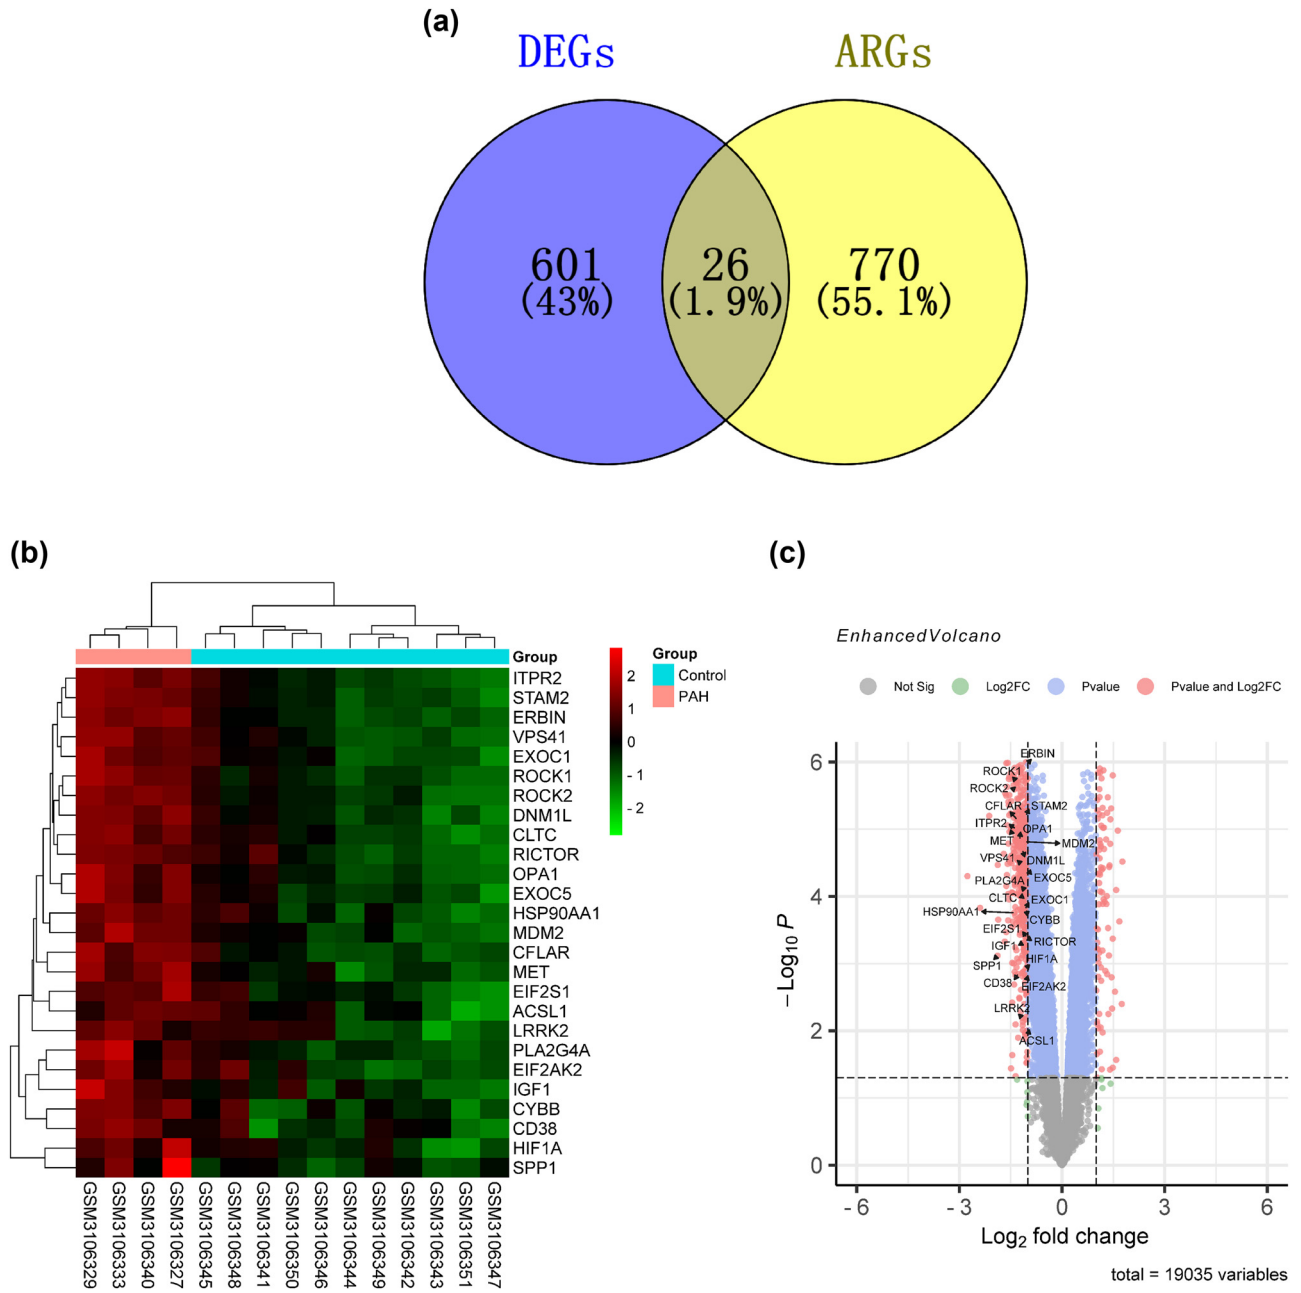 (a)
DEGs
ARGs
601
(43%)
26
(1.9%)
770
(55.1%)
(b)
Group
ITPR2
STAM2
ERBIN
VPS41
EXOC1
ROCK1
ROCK2
DNM1L
CLTC
RICTOR
OPA1
EXOC5
HSP90AA1
MDM2
CFLAR
MET
EIF2S1
ACSL1
LRRK2
PLA2G4A
EIF2AK2
IGF1
CYBB
CD38
HIF1A
SPP1
2
1
0
-1
-2
Group
Control
PAH
GSM3106329
GSM3106333
GSM3106340
GSM3106327
GSM3106345
GSM3106348
GSM3106341
GSM3106350
GSM3106346
GSM3106344
GSM3106349
GSM3106342
GSM3106343
GSM3106351
GSM3106347
(c)
EnhancedVolcano
Not Sig
Log2FC
Pvalue
Pvalue and Log2FC
−Log10 P
6
4
2
0
ERBIN
ROCK1
ROCK2
CFLAR
STAM2
ITPR2
OPA1
MET
MDM2
VPS41
DNM1L
EXOC5
PLA2G4A
CLTC
EXOC1
HSP90AA1
CYBB
EIF2S1
RICTOR
IGF1
HIF1A
SPP1
CD38
EIF2AK2
LRRK2
ACSL1
-6
-3
0
3
6
Log2 fold change
total = 19035 variables